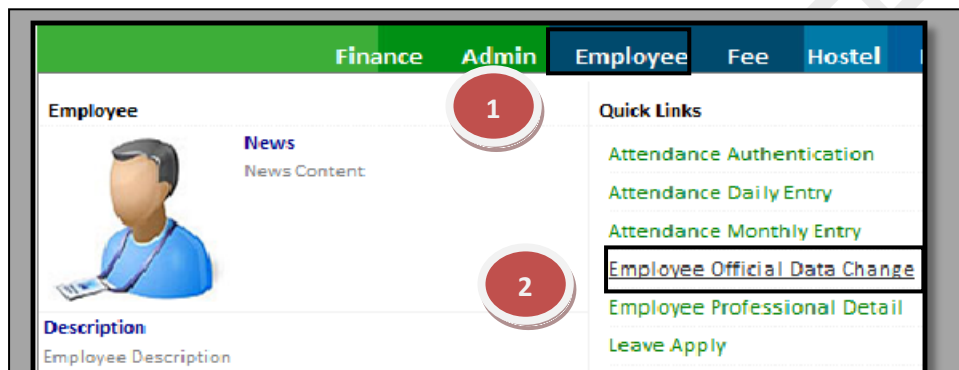 Finance Admin Employee Fee Hostel
1
Employee
News
News Content
Description
Employee Description
Quick Links
Attendance Authentication
Attendance Daily Entry
Attendance Monthly Entry
2
Employee Official Data Change
Employee Professional Detail
Leave Apply